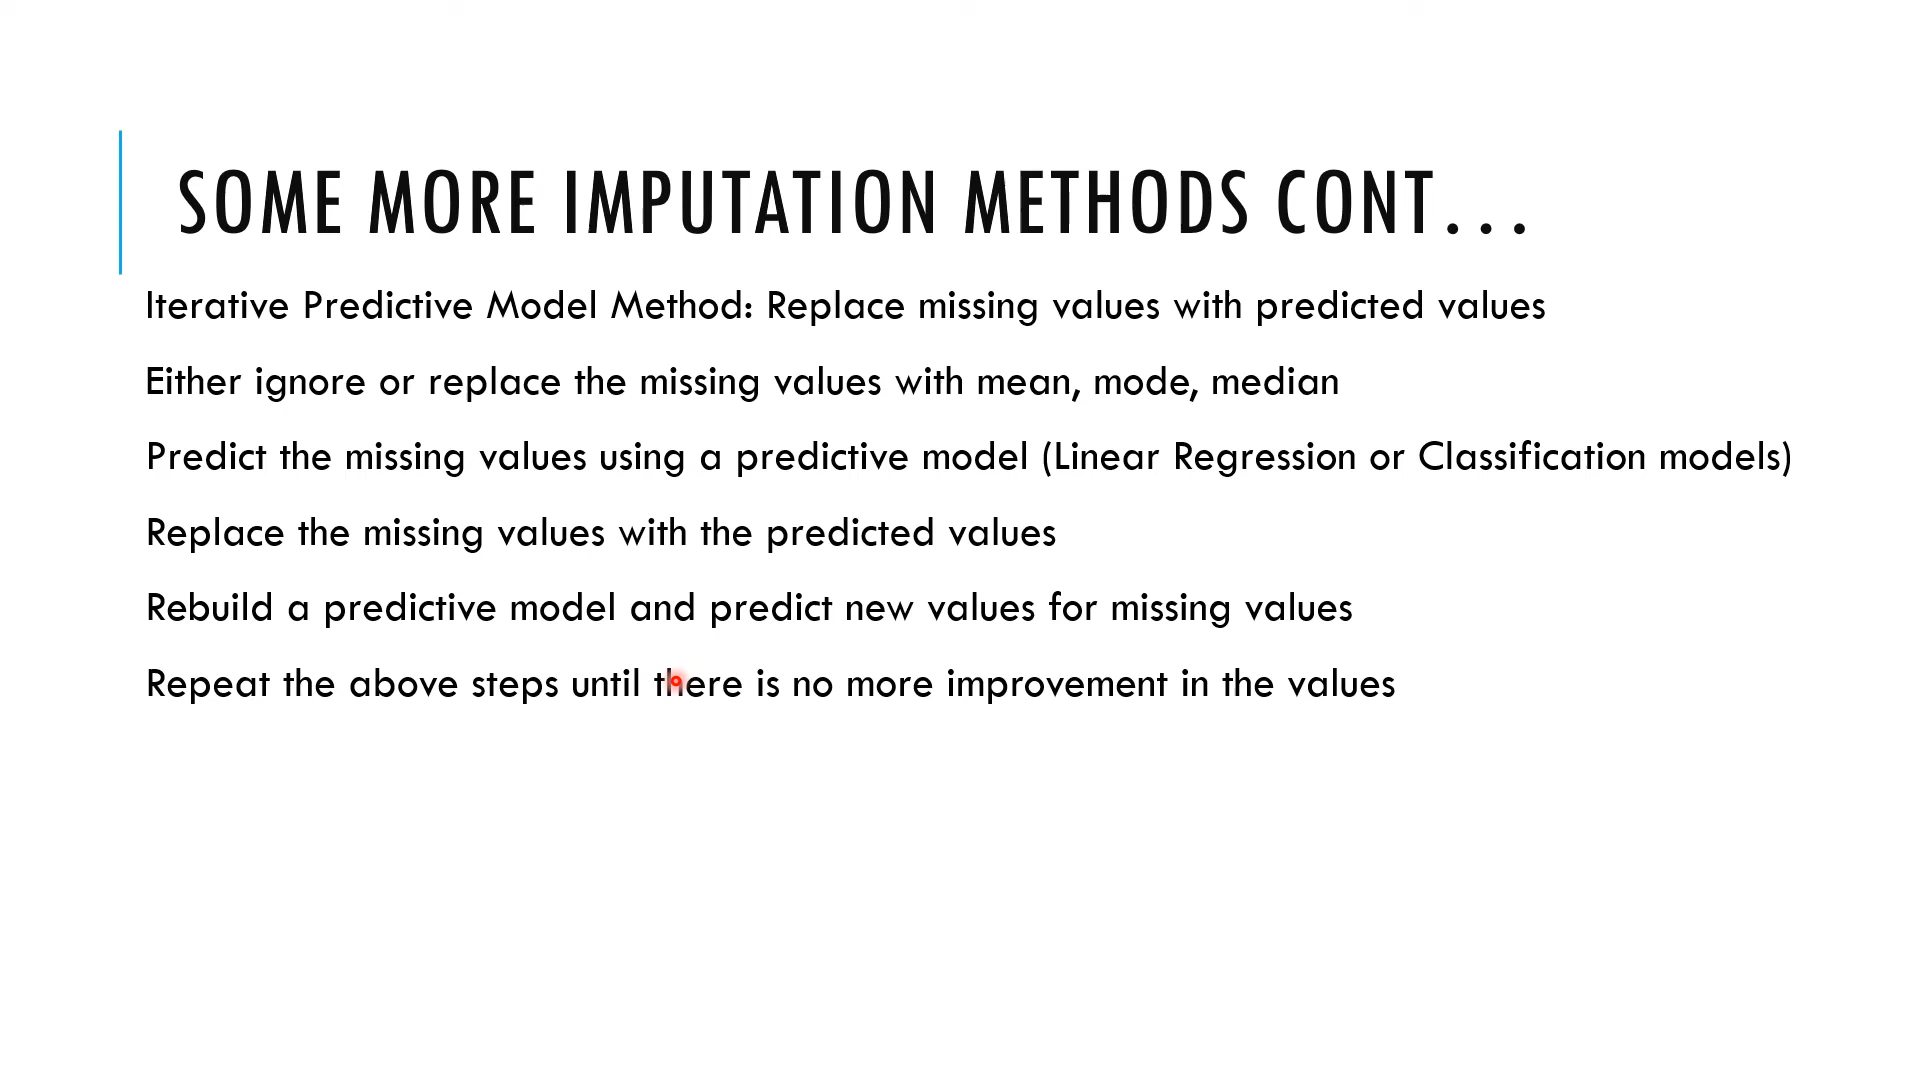 SOME MORE IMPUTATION METHODS CONT...
Iterative Predictive Model Method: Replace missing values with predicted values
Either ignore or replace the missing values with mean, mode, median
Predict the missing values using a predictive model (Linear Regression or Classification models)
Replace the missing values with the predicted values
Rebuild a predictive model and predict new values for missing values
Repeat the above steps until there is no more improvement in the values